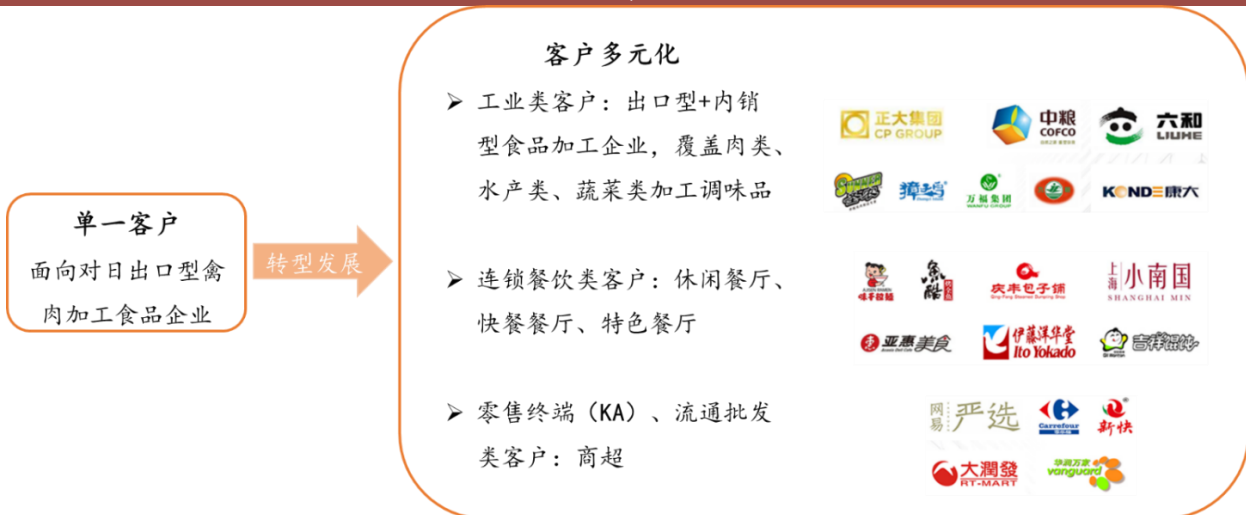 单一客户
面向对日出口型禽
肉加工食品企业
转型发展
客户多元化
➢ 工业类客户：出口型+内销
型食品加工企业，覆盖肉类、
水产类、蔬菜类加工调味品
正大集团
CP GROUP
中粮
COFCO
六和
LIUHE
獐子岛
万福集团
WANFU GROUP
KONDE康大
➢ 连锁餐饮类客户：休闲餐厅、
快餐餐厅、特色餐厅
味千拉麺
鱼酷
庆丰包子铺
上海小南国
SHANGHAI MIN
亚惠美食
伊藤洋华堂
Ito Yokado
吉祥馄饨
➢ 零售终端（KA）、流通批发
类客户：商超
网易严选
Carrefour
家乐福
新快
大潤發
RT-MART
华润万家
vanguard